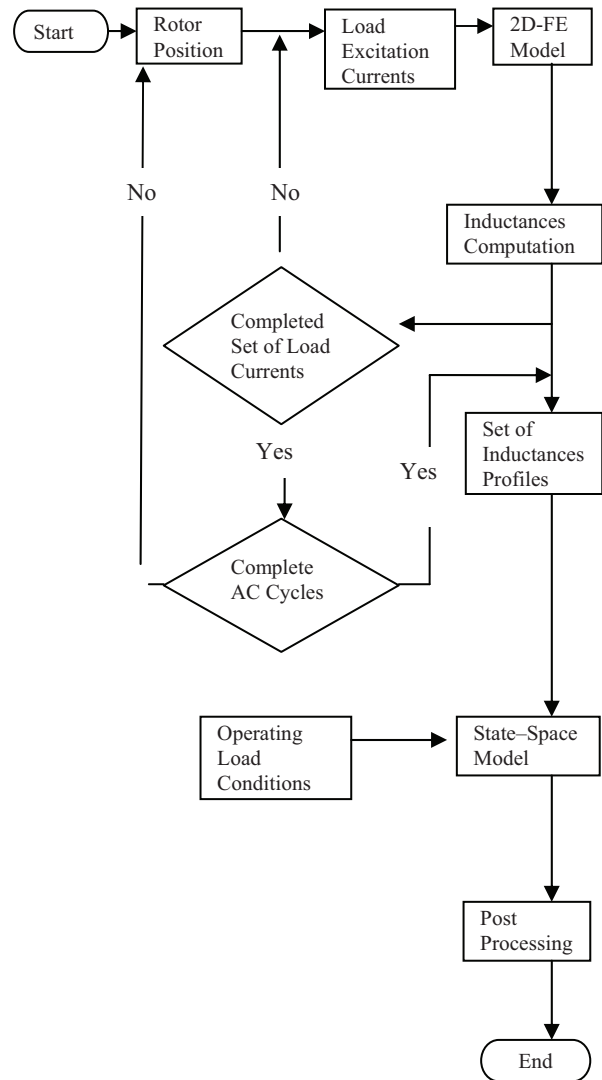 Start
Rotor
Position
Load
Excitation
Currents
2D-FE
Model
No
No
Inductances
Computation
Completed
Set of Load
Currents
Yes
Yes
Set of
Inductances
Profiles
Complete
AC Cycles
Operating
Load
Conditions
State–Space
Model
Post
Processing
End